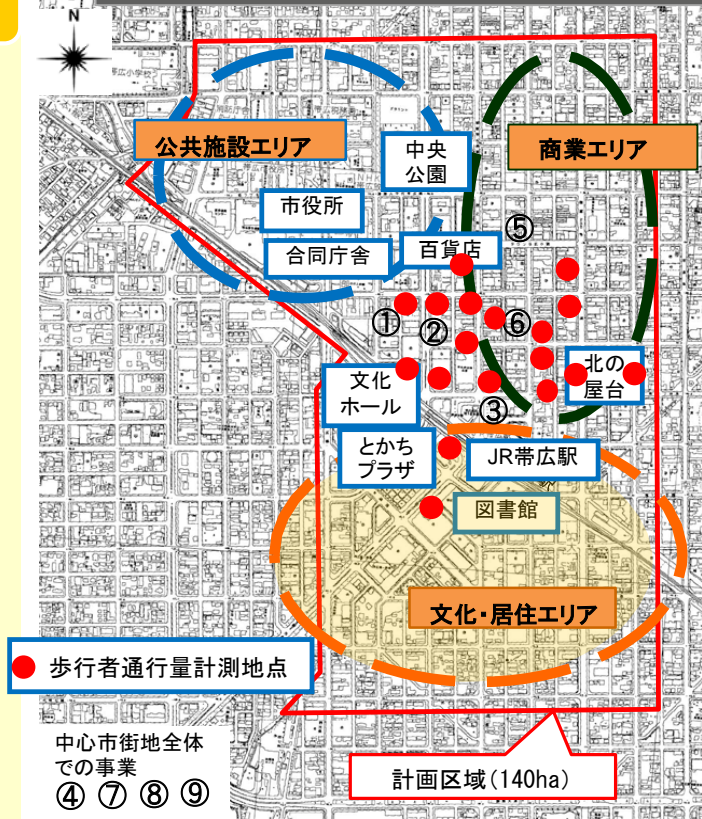 N
公共施設エリア
商業エリア
中央
公園
市役所
合同庁舎
百貨店
⑤
①
②
⑥
北の
屋台
文化
ホール
③
とかち
プラザ
JR帯広駅
図書館
文化・居住エリア
歩行者通行量計測地点
中心市街地全体
での事業
④ ⑦ ⑧ ⑨
計画区域(140ha)